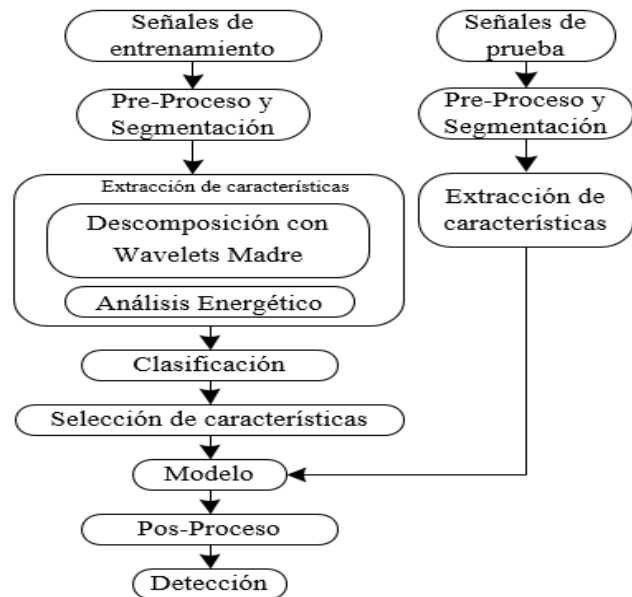 Señales de
entrenamiento
Pre-Proceso y
Segmentación
Extracción de características
Descomposición con
Wavelets Madre
Análisis Energético
Clasificación
Selección de características
Modelo
Pos-Proceso
Detección
Señales de
prueba
Pre-Proceso y
Segmentación
Extracción de
características